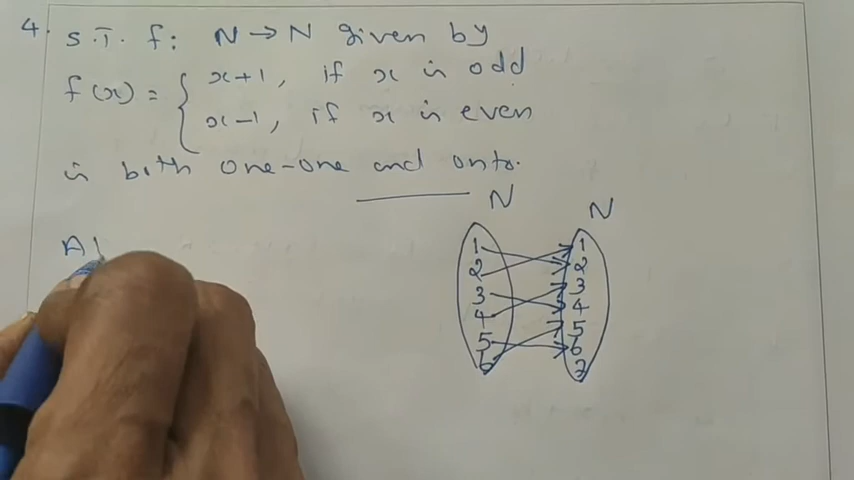 4. S.T. f: N → N given by
f(x) = { x+1, if x is odd
x-1, if x is even
is both one-one and onto.
N
N
1 1
2 2
3 3
4 4
5 5
6 6
A